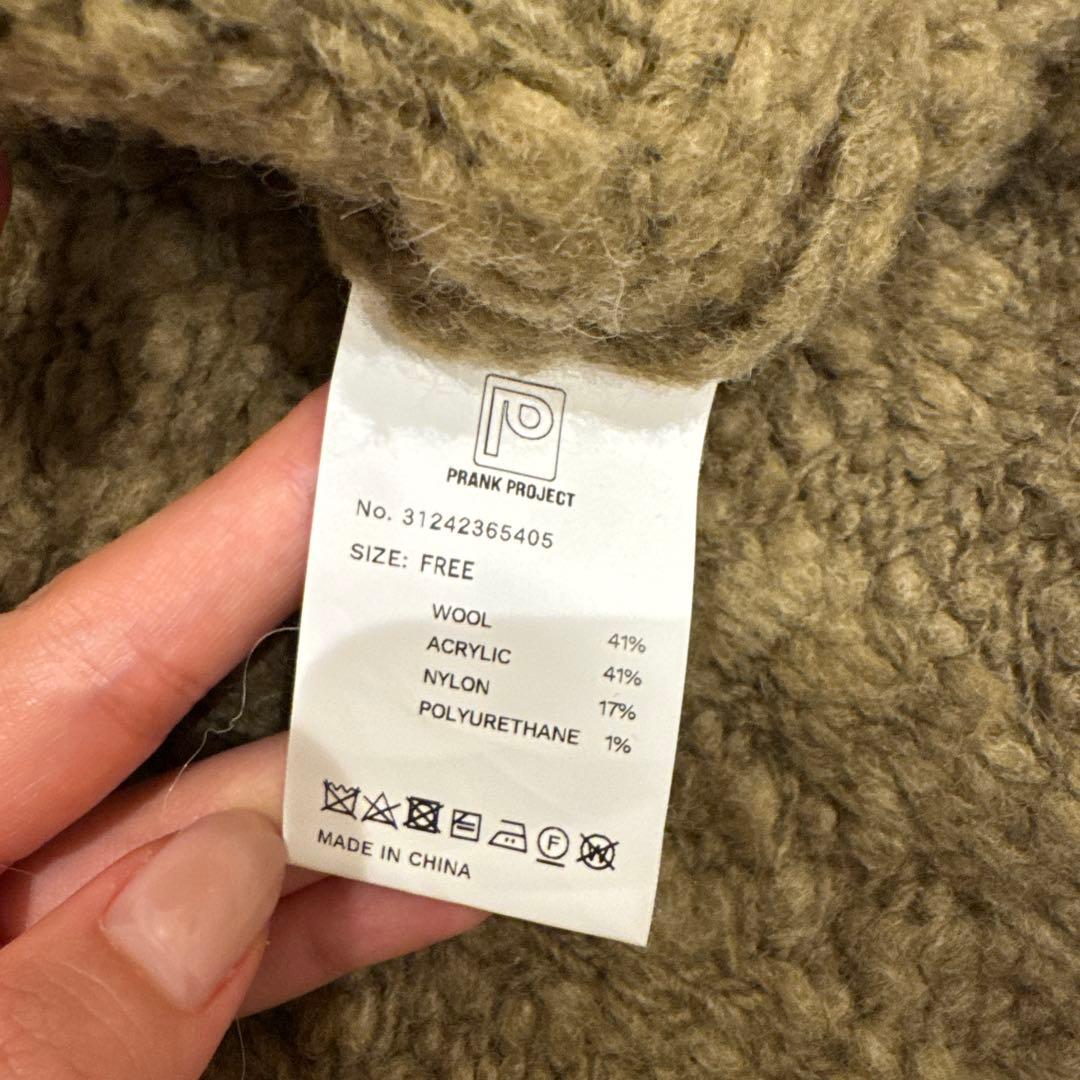 PRANK PROJECT
No. 31242365405
SIZE: FREE
WOOL 41%
ACRYLIC 41%
NYLON 17%
POLYURETHANE 1%
F W
MADE IN CHINA